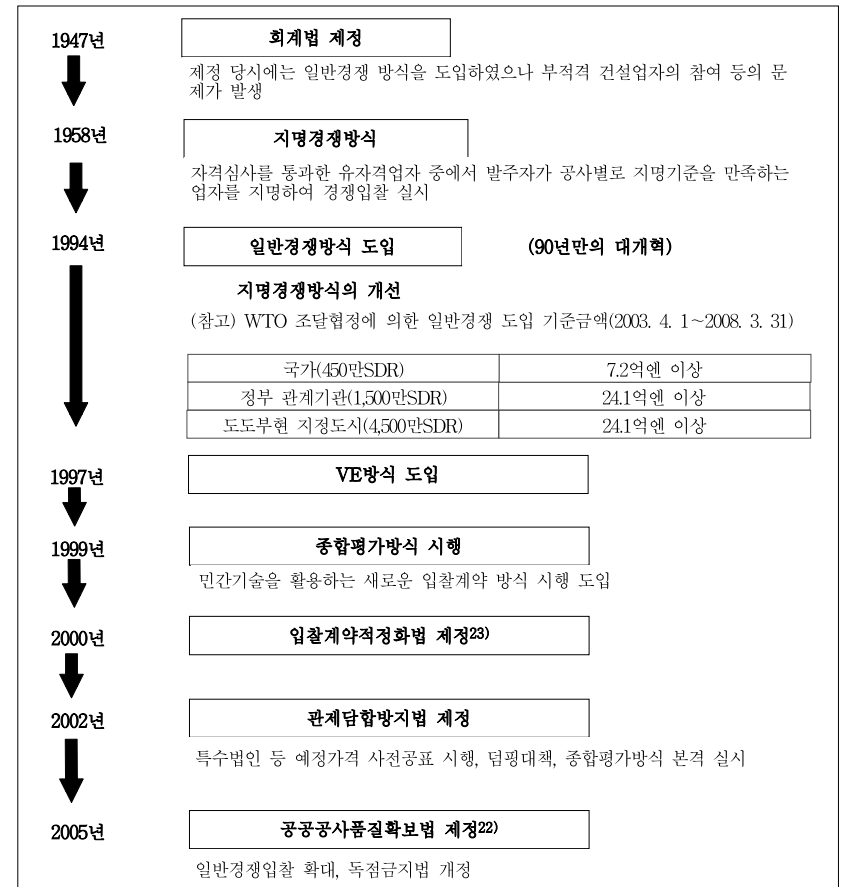 1947년
회계법 제정
제정 당시에는 일반경쟁 방식을 도입하였으나 부적격 건설업자의 참여 등의 문
제가 발생
1958년
지명경쟁방식
자격심사를 통과한 유자격업자 중에서 발주자가 공사별로 지명기준을 만족하는
업자를 지명하여 경쟁입찰 실시
1994년
일반경쟁방식 도입 (90년만의 대개혁)
지명경쟁방식의 개선
(참고) WTO 조달협정에 의한 일반경쟁 도입 기준금액(2003. 4. 1~2008. 3. 31)
국가(450만SDR) 7.2억엔 이상
정부 관계기관(1,500만SDR) 24.1억엔 이상
도도부현 지정도시(4,500만SDR) 24.1억엔 이상
1997년
VE방식 도입
1999년
종합평가방식 시행
민간기술을 활용하는 새로운 입찰계약 방식 시행 도입
2000년
입찰계약적정화법 제정23)
2002년
관제담합방지법 제정
특수법인 등 예정가격 사전공표 시행, 덤핑대책, 종합평가방식 본격 실시
2005년
공공공사품질확보법 제정22)
일반경쟁입찰 확대, 독점금지법 개정